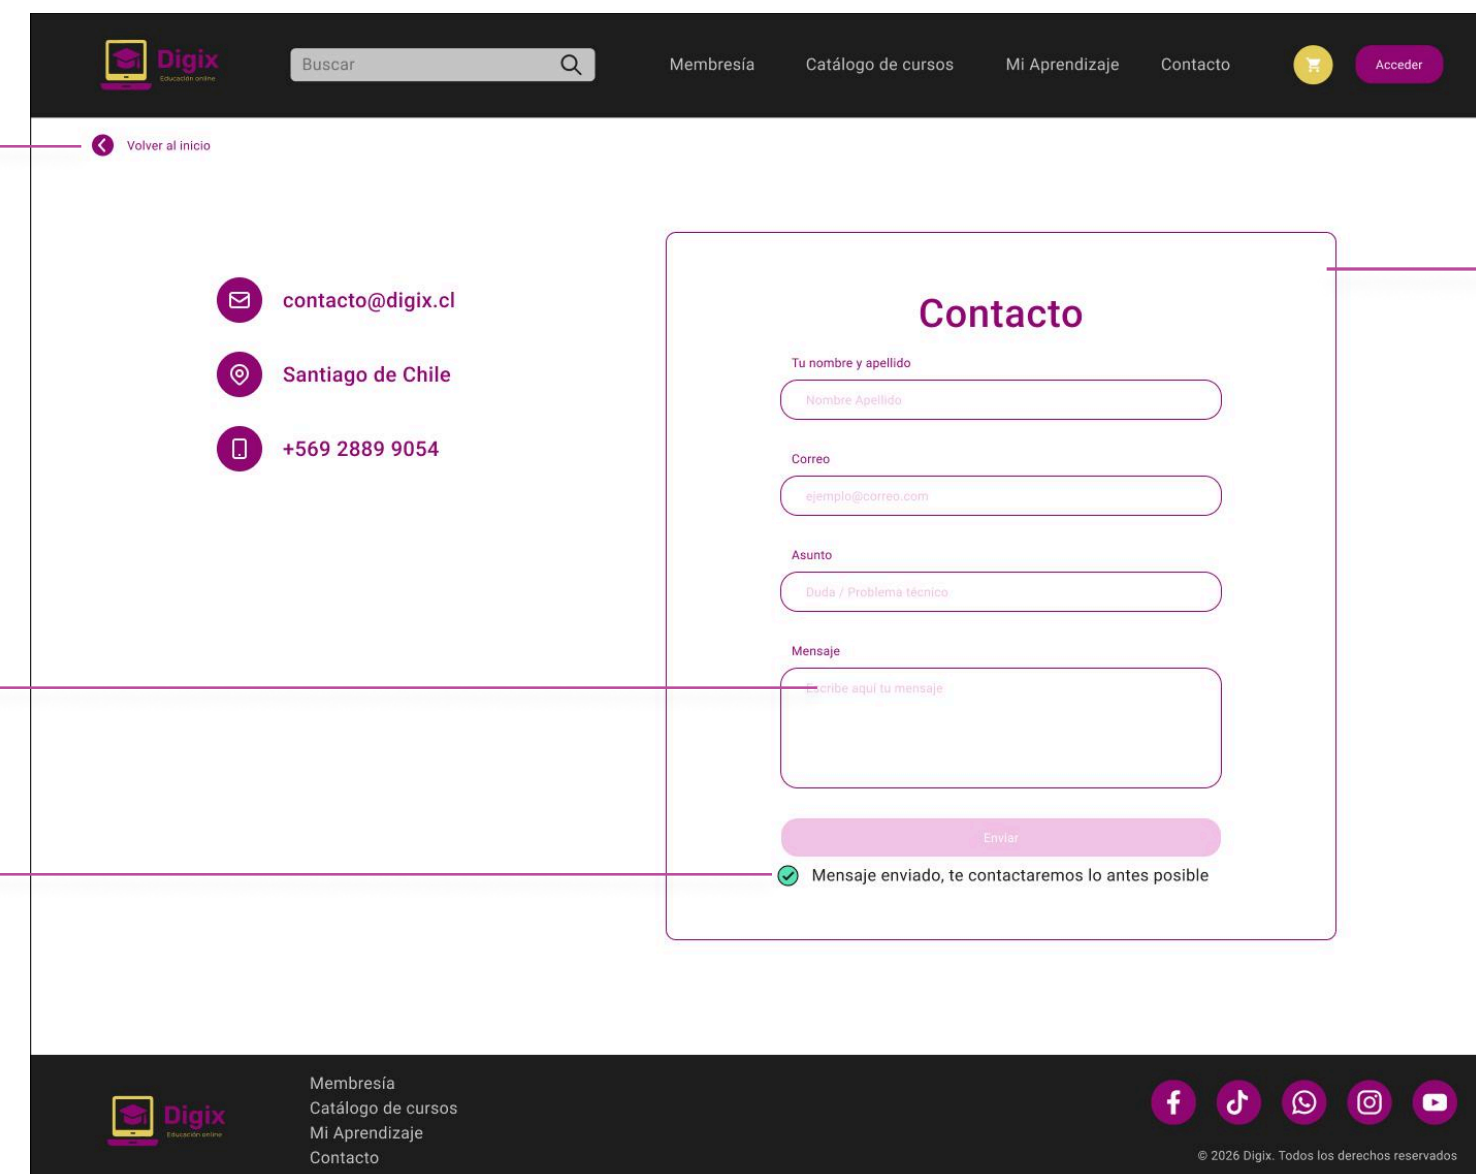 Digix
Educación online
Buscar
Membresía
Catálogo de cursos
Mi Aprendizaje
Contacto
Acceder
Volver al inicio
contacto@digix.cl
Santiago de Chile
+569 2889 9054
Contacto
Tu nombre y apellido
Nombre Apellido
Correo
ejemplo@correo.com
Asunto
Duda / Problema técnico
Mensaje
Escribe aquí tu mensaje
Enviar
Mensaje enviado, te contactaremos lo antes posible
Digix
Educación online
Membresía
Catálogo de cursos
Mi Aprendizaje
Contacto
© 2026 Digix. Todos los derechos reservados